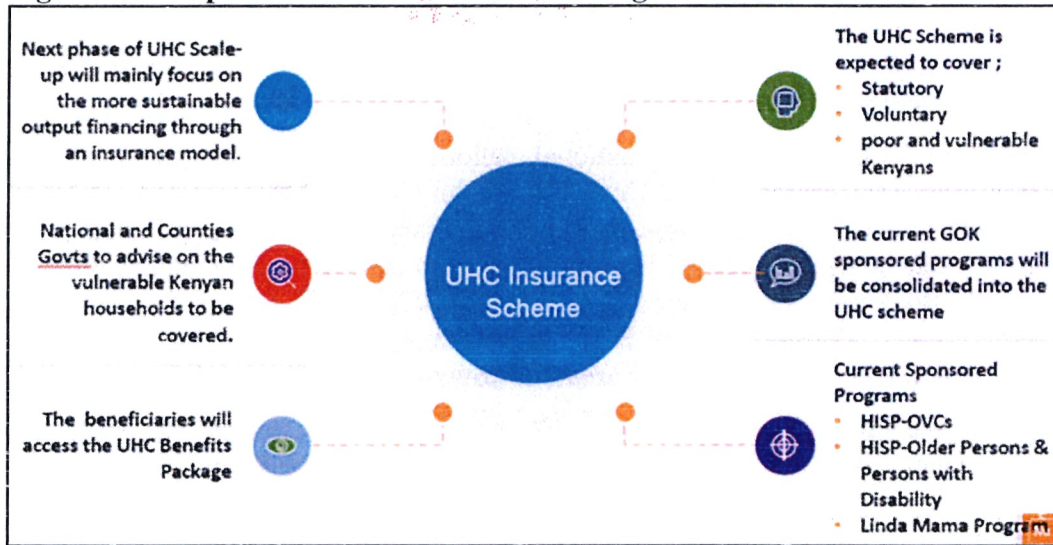 Next phase of UHC Scale-
up will mainly focus on
the more sustainable
output financing through
an insurance model.
National and Counties
Govts to advise on the
vulnerable Kenyan
households to be
covered.
The beneficiaries will
access the UHC Benefits
Package
UHC Insurance
Scheme
The UHC Scheme is
expected to cover ;
• Statutory
• Voluntary
• poor and vulnerable
Kenyans
The current GOK
sponsored programs will
be consolidated into the
UHC scheme
Current Sponsored
Programs
• HISP-OVCs
• HISP-Older Persons &
Persons with
Disability
• Linda Mama Program